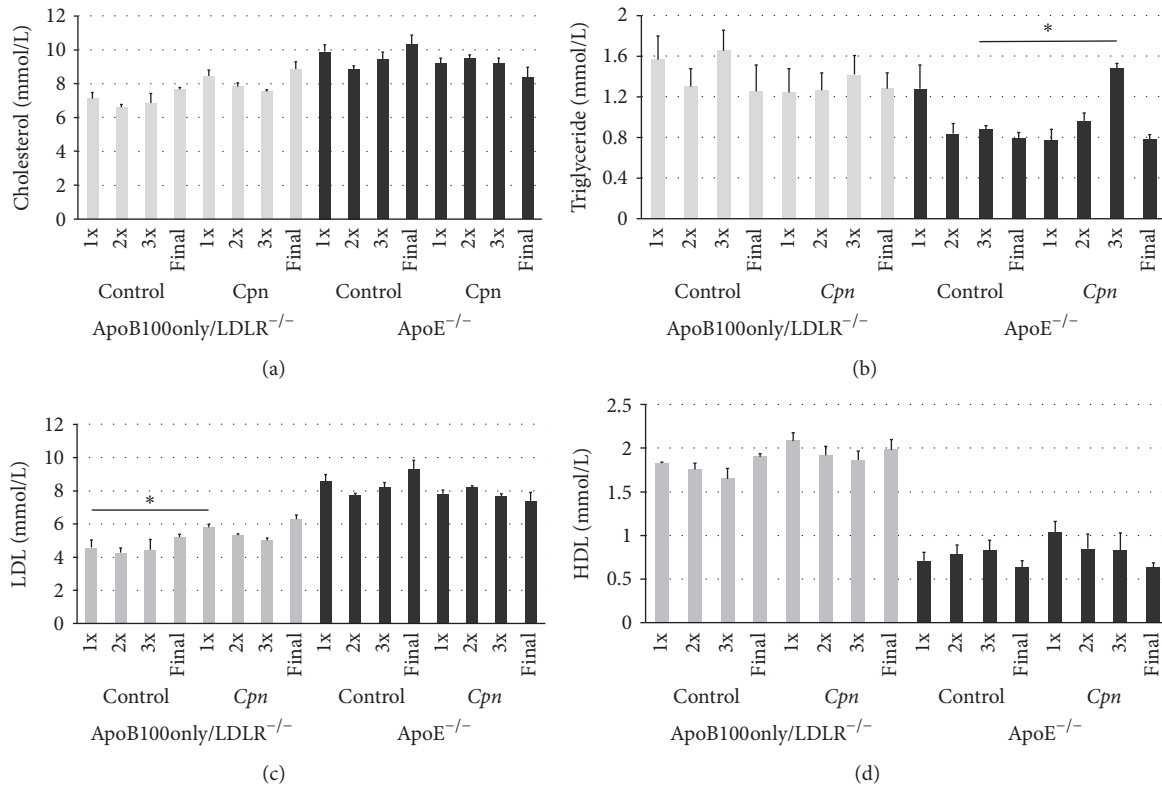 12
10
8
6
4
2
0
Cholesterol (mmol/L)
1x 2x 3x Final 1x 2x 3x Final 1x 2x 3x Final 1x 2x 3x Final
Control Cpn Control Cpn
ApoB100only/LDLR−/− ApoE−/−
(a)
2
1.6
1.2
0.8
0.4
0
Triglyceride (mmol/L)
*
1x 2x 3x Final 1x 2x 3x Final 1x 2x 3x Final 1x 2x 3x Final
Control Cpn Control Cpn
ApoB100only/LDLR−/− ApoE−/−
(b)
12
10
8
6
4
2
0
LDL (mmol/L)
*
1x 2x 3x Final 1x 2x 3x Final 1x 2x 3x Final 1x 2x 3x Final
Control Cpn Control Cpn
ApoB100only/LDLR−/− ApoE−/−
(c)
2.5
2
1.5
1
0.5
0
HDL (mmol/L)
1x 2x 3x Final 1x 2x 3x Final 1x 2x 3x Final 1x 2x 3x Final
Control Cpn Control Cpn
ApoB100only/LDLR−/− ApoE−/−
(d)